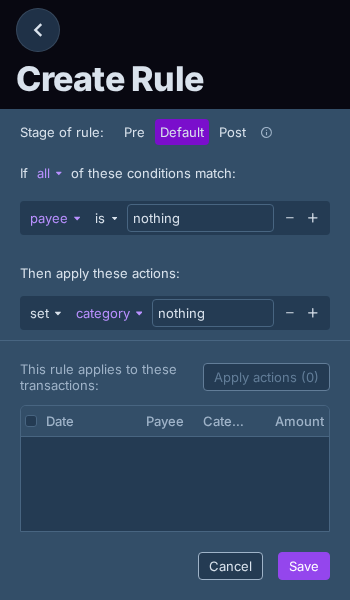 Create Rule
Stage of rule: Pre Default Post
If all of these conditions match:
payee is nothing
Then apply these actions:
set category nothing
This rule applies to these
transactions:
Apply actions (0)
Date Payee Cate... Amount
Cancel Save